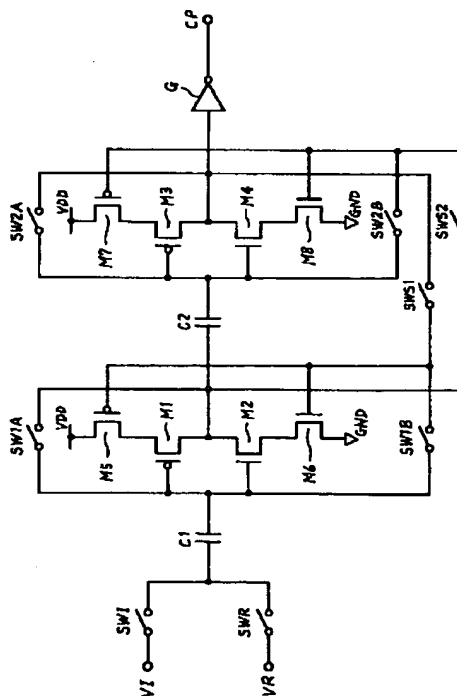 CP
G
SW2A
VDD
M7
M3
M4
M8
GND
SW2B
SWS2
C2
SWS1
SW1A
VDD
M5
M1
M2
M6
GND
SW1B
C1
SWI
SWR
VI
VR